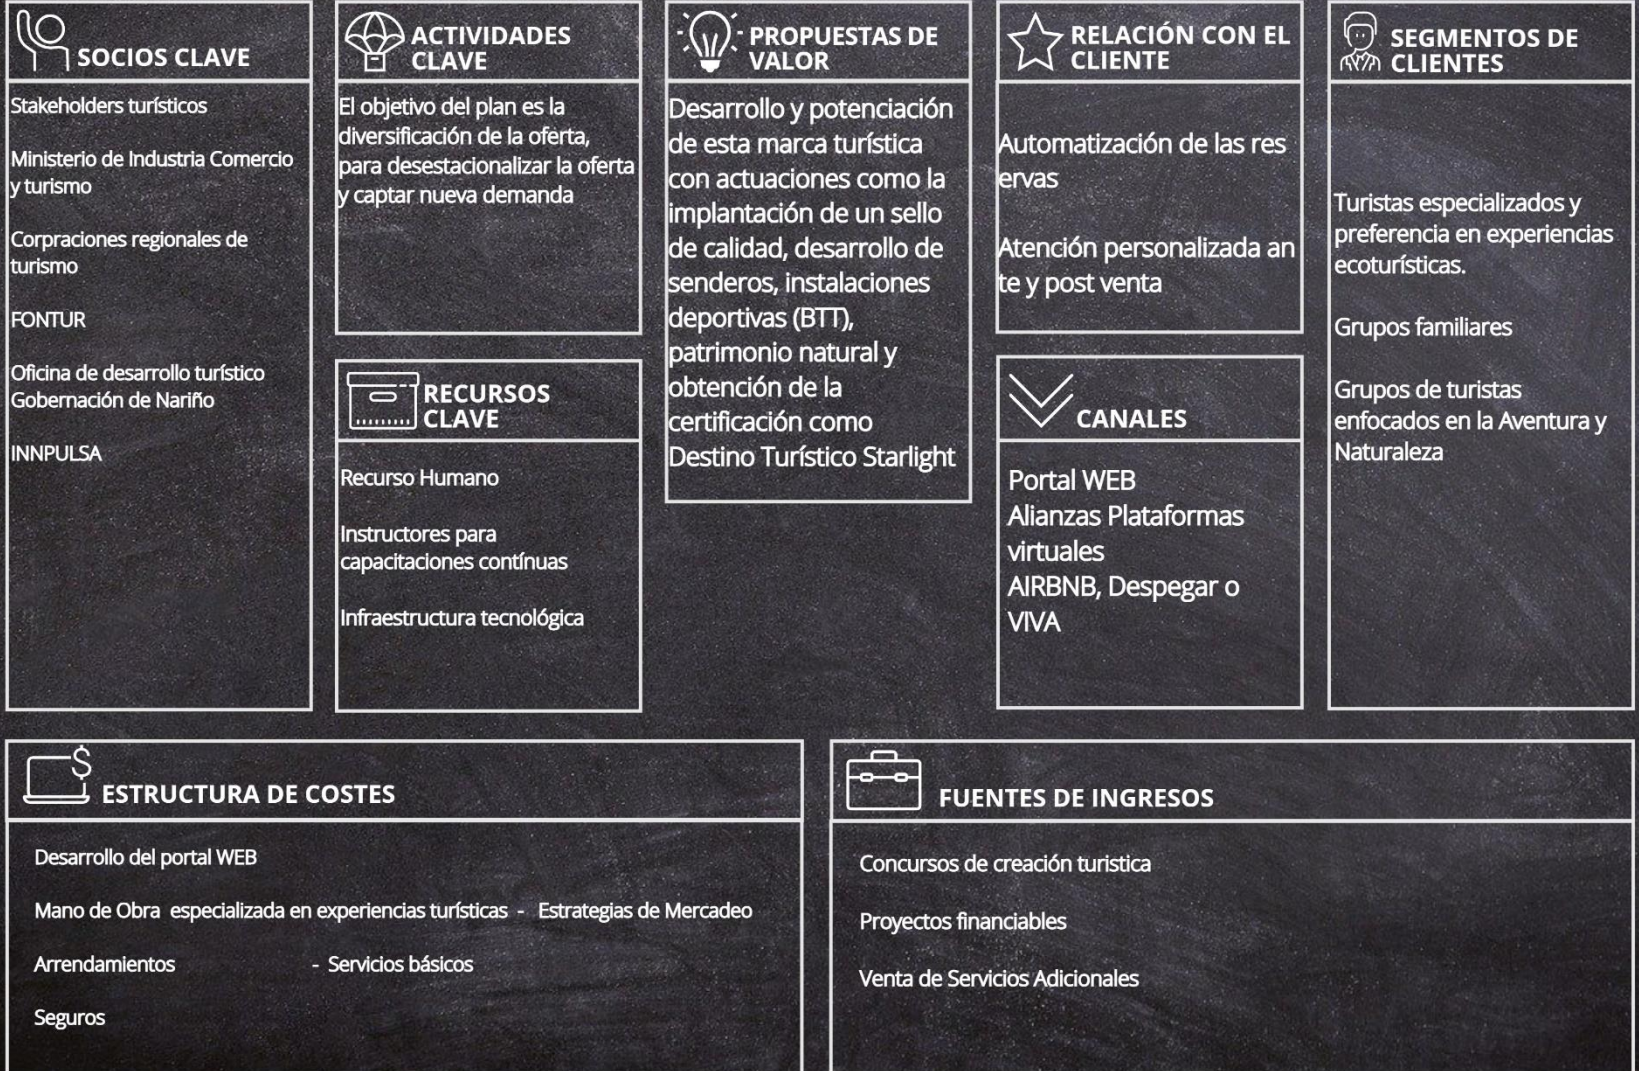 SOCIOS CLAVE
Stakeholders turísticos
Ministerio de Industria Comercio
y turismo
Corpraciones regionales de
turismo
FONTUR
Oficina de desarrollo turístico
Gobernación de Nariño
INNPULSA
ACTIVIDADES
CLAVE
El objetivo del plan es la
diversificación de la oferta,
para desestacionalizar la oferta
y captar nueva demanda
RECURSOS
CLAVE
Recurso Humano
Instructores para
capacitaciones contínuas
Infraestructura tecnológica
PROPUESTAS DE
VALOR
Desarrollo y potenciación
de esta marca turística
con actuaciones como la
implantación de un sello
de calidad, desarrollo de
senderos, instalaciones
deportivas (BTT),
patrimonio natural y
obtención de la
certificación como
Destino Turístico Starlight
RELACIÓN CON EL
CLIENTE
Automatización de las res
ervas
Atención personalizada an
te y post venta
CANALES
Portal WEB
Alianzas Plataformas
virtuales
AIRBNB, Despegar o
VIVA
SEGMENTOS DE
CLIENTES
Turistas especializados y
preferencia en experiencias
ecoturísticas.
Grupos familiares
Grupos de turistas
enfocados en la Aventura y
Naturaleza
ESTRUCTURA DE COSTES
Desarrollo del portal WEB
Mano de Obra  especializada en experiencias turísticas  -   Estrategias de Mercadeo
Arrendamientos                         -  Servicios básicos
Seguros
FUENTES DE INGRESOS
Concursos de creación turistica
Proyectos financiables
Venta de Servicios Adicionales